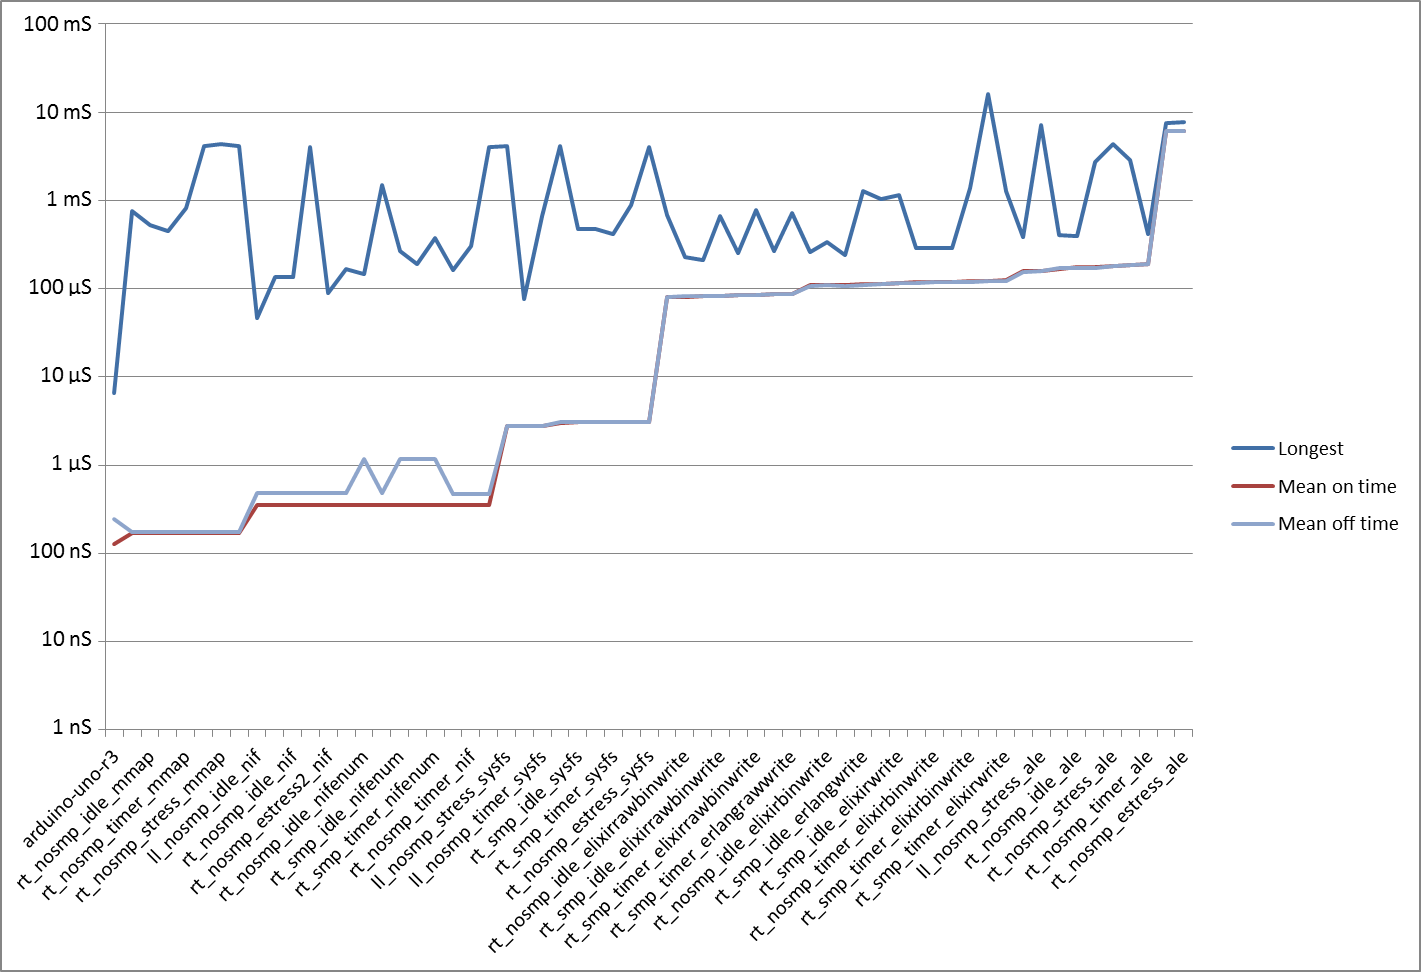 100 mS
10 mS
1 mS
100 µS
10 µS
1 µS
100 nS
10 nS
1 nS
Longest
Mean on time
Mean off time
arduino-uno-r3
rt_nosmp_idle_mmap
rt_nosmp_timer_mmap
rt_nosmp_stress_mmap
ll_nosmp_idle_nif
rt_nosmp_idle_nif
rt_nosmp_estress2_nif
rt_nosmp_idle_nifenum
rt_smp_idle_nifenum
rt_smp_timer_nifenum
rt_nosmp_timer_nif
ll_nosmp_stress_sysfs
ll_nosmp_timer_sysfs
rt_smp_idle_sysfs
rt_smp_timer_sysfs
rt_nosmp_estress_sysfs
rt_nosmp_idle_elixirrawbinwrite
rt_smp_idle_elixirrawbinwrite
rt_smp_timer_elixirrawbinwrite
rt_smp_timer_erlangrawwrite
rt_nosmp_idle_elixirbinwrite
rt_smp_idle_erlangwrite
rt_smp_idle_elixirwrite
rt_nosmp_timer_elixirbinwrite
rt_smp_timer_elixirbinwrite
rt_smp_timer_elixirwrite
ll_nosmp_stress_ale
rt_nosmp_idle_ale
rt_nosmp_stress_ale
rt_nosmp_timer_ale
rt_nosmp_estress_ale